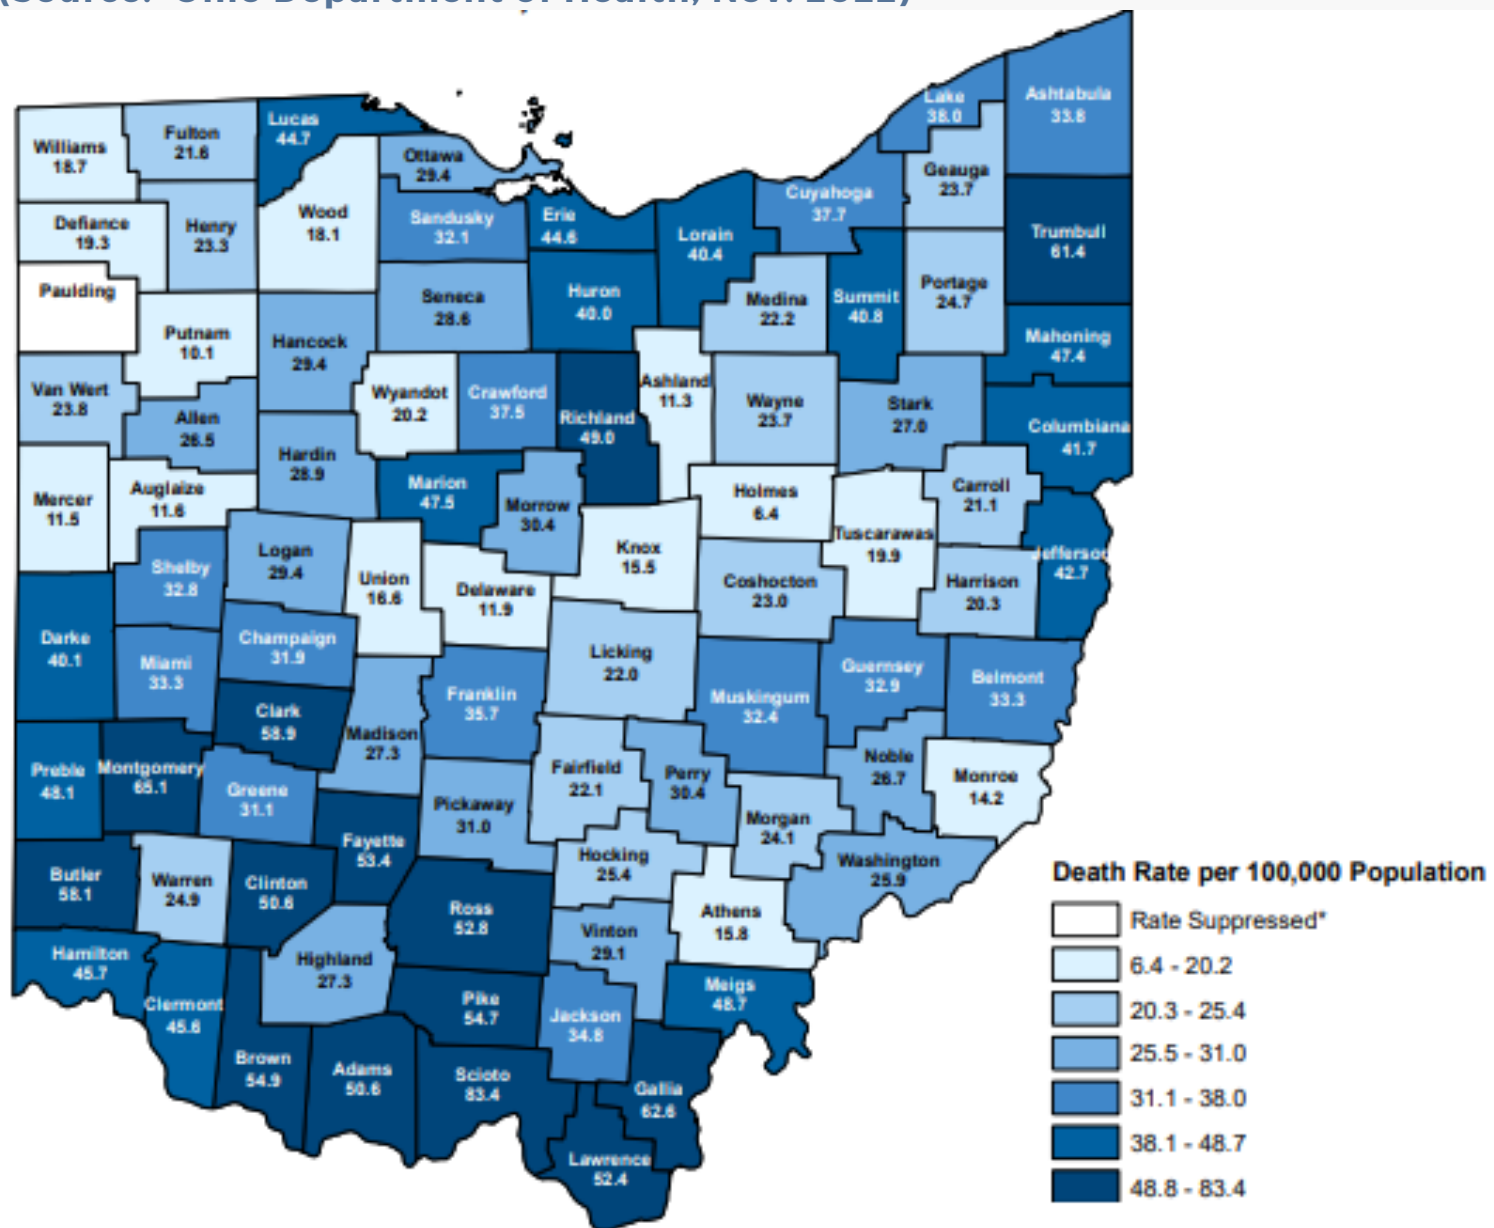 (Source: Ohio Department of Health, Nov. 2022)
Lake
38.0
Ashtabula
33.8
Williams
18.7
Fulton
21.6
Lucas
44.7
Ottawa
29.4
Geauga
23.7
Cuyahoga
37.7
Defiance
19.3
Henry
23.3
Wood
18.1
Sandusky
32.1
Erie
44.6
Lorain
40.4
Trumbull
61.4
Paulding
Seneca
28.6
Huron
40.0
Medina
22.2
Summit
40.8
Portage
24.7
Putnam
10.1
Hancock
29.4
Mahoning
47.4
Van Wert
23.8
Allen
26.5
Wyandot
20.2
Crawford
37.5
Richland
49.0
Ashland
11.3
Wayne
23.7
Stark
27.0
Columbiana
41.7
Mercer
11.5
Auglaize
11.6
Hardin
28.9
Marion
47.5
Morrow
30.4
Holmes
6.4
Carroll
21.1
Tuscarawas
19.9
Shelby
32.8
Logan
29.4
Union
16.6
Delaware
11.9
Knox
15.5
Coshocton
23.0
Harrison
20.3
Jefferson
42.7
Darke
40.1
Miami
33.3
Champaign
31.9
Licking
22.0
Guernsey
32.9
Belmont
33.3
Clark
58.9
Madison
27.3
Franklin
35.7
Muskingum
32.4
Preble
48.1
Montgomery
65.1
Greene
31.1
Pickaway
31.0
Fairfield
22.1
Perry
30.4
Noble
26.7
Monroe
14.2
Morgan
24.1
Fayette
53.4
Hocking
25.4
Washington
25.9
Butler
58.1
Warren
24.9
Clinton
50.6
Ross
52.8
Athens
15.8
Vinton
29.1
Hamilton
45.7
Highland
27.3
Clermont
45.6
Pike
54.7
Jackson
34.8
Meigs
48.7
Brown
54.9
Adams
50.6
Scioto
83.4
Gallia
62.6
Lawrence
52.4
Death Rate per 100,000 Population
Rate Suppressed*
6.4 - 20.2
20.3 - 25.4
25.5 - 31.0
31.1 - 38.0
38.1 - 48.7
48.8 - 83.4